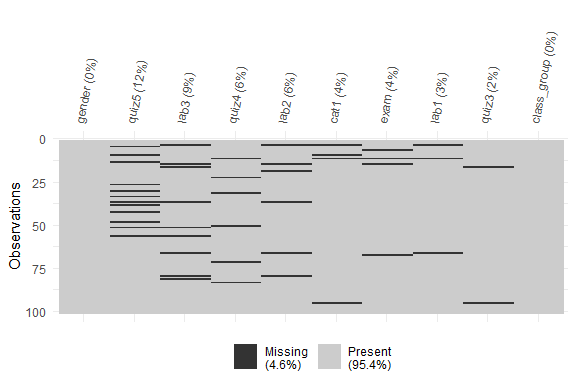 gender (0%)
quiz5 (12%)
lab3 (9%)
quiz4 (6%)
lab2 (6%)
cat1 (4%)
exam (4%)
lab1 (3%)
quiz3 (2%)
class_group (0%)
Observations
0
25
50
75
100
Missing
(4.6%)
Present
(95.4%)